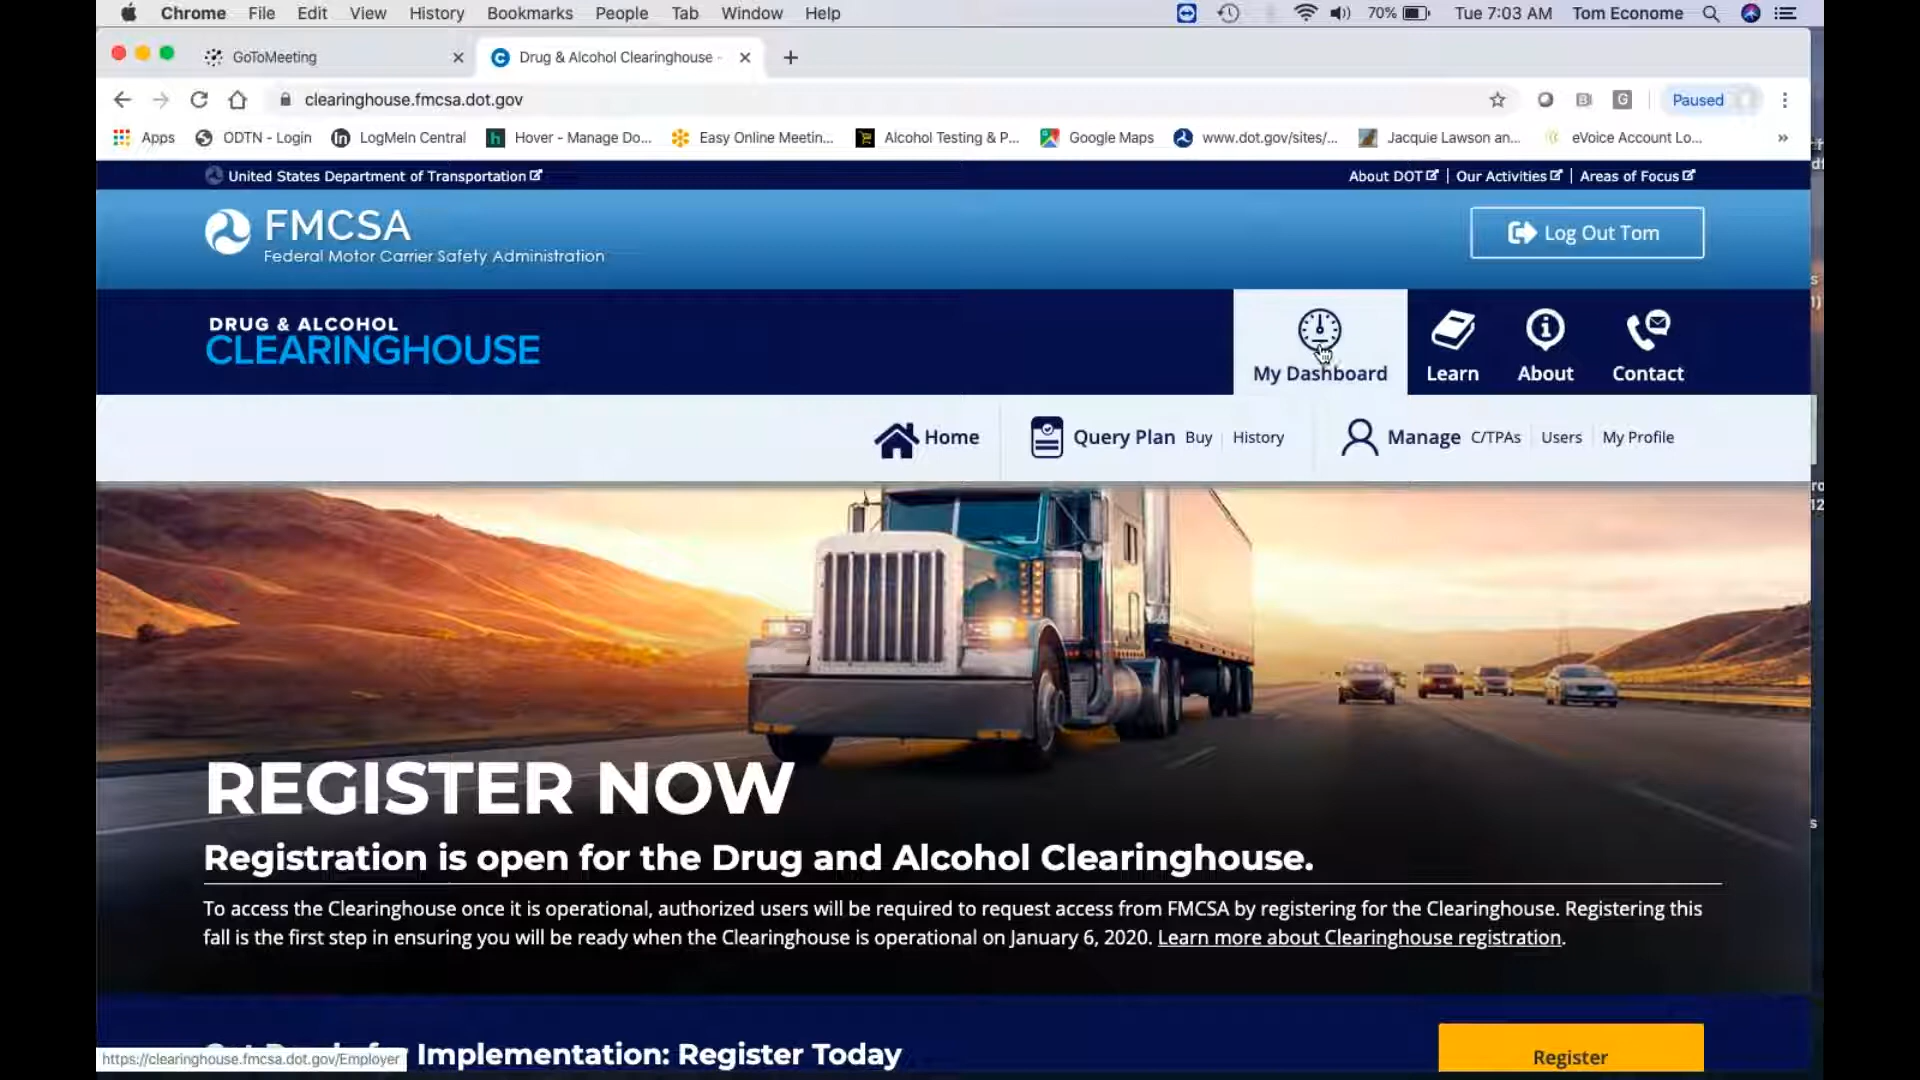 Chrome File Edit View History Bookmarks People Tab Window Help 70% Tue 7:03 AM Tom Econome
GoToMeeting Drug & Alcohol Clearinghouse -
clearinghouse.fmcsa.dot.gov Paused
Apps ODTN - Login LogMeIn Central Hover - Manage Do... Easy Online Meetin... Alcohol Testing & P... Google Maps www.dot.gov/sites/... Jacquie Lawson an... eVoice Account Lo... »
United States Department of Transportation About DOT | Our Activities | Areas of Focus
FMCSA
Federal Motor Carrier Safety Administration
Log Out Tom
DRUG & ALCOHOL
CLEARINGHOUSE
My Dashboard Learn About Contact
Home Query Plan Buy History Manage C/TPAs Users My Profile
REGISTER NOW
Registration is open for the Drug and Alcohol Clearinghouse.
To access the Clearinghouse once it is operational, authorized users will be required to request access from FMCSA by registering for the Clearinghouse. Registering this
fall is the first step in ensuring you will be ready when the Clearinghouse is operational on January 6, 2020. Learn more about Clearinghouse registration.
Implementation: Register Today
Register
https://clearinghouse.fmcsa.dot.gov/Employer